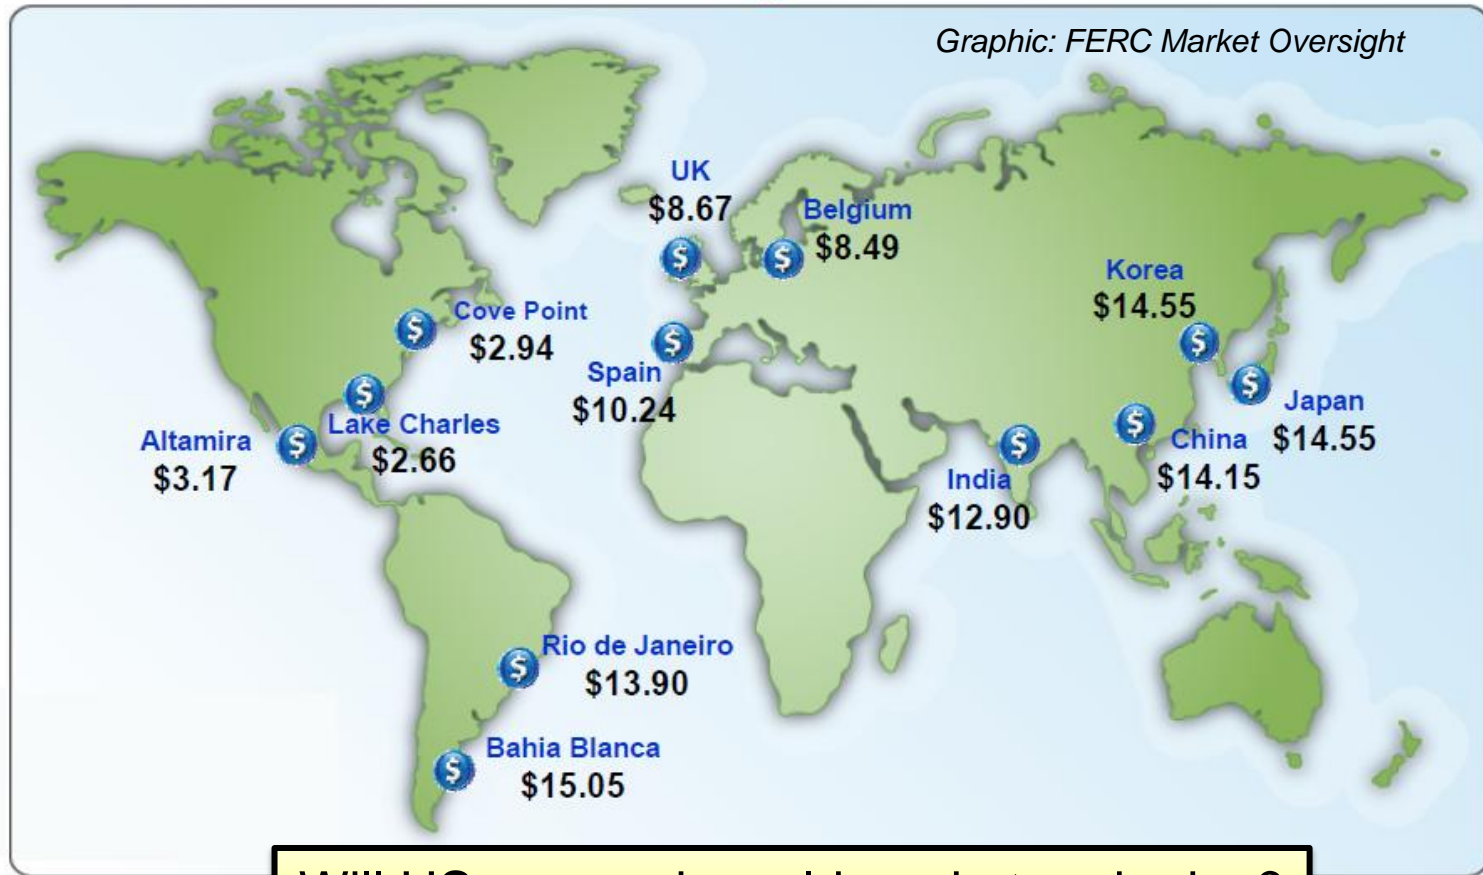 Graphic: FERC Market Oversight
UK
$8.67
Belgium
$8.49
Korea
$14.55
Cove Point
$2.94
Spain
$10.24
Japan
$14.55
Altamira
$3.17
Lake Charles
$2.66
China
$14.15
India
$12.90
Rio de Janeiro
$13.90
Bahia Blanca
$15.05
Will US